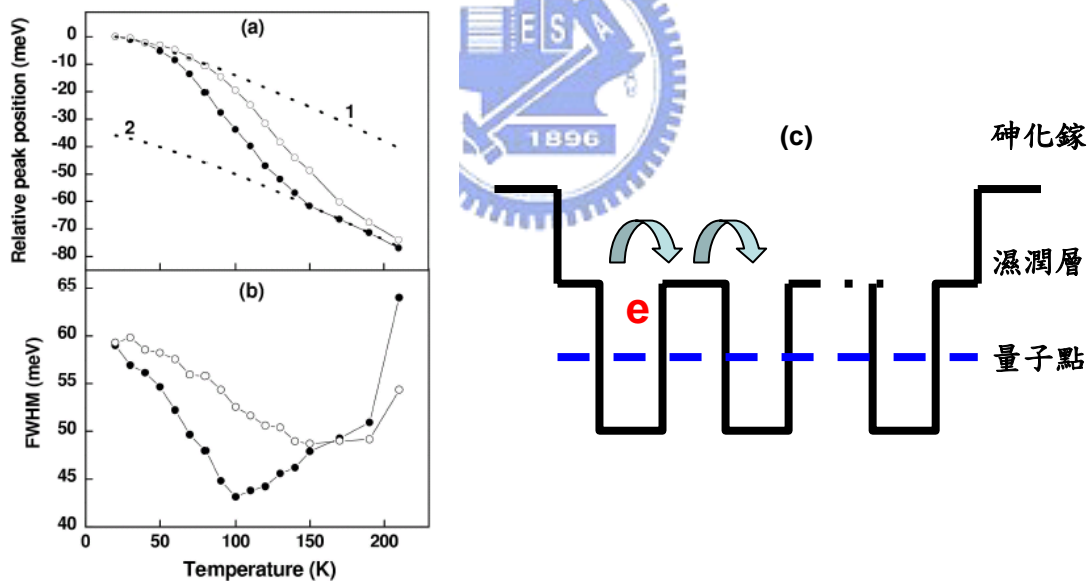 (a)
Relative peak position (meV)
0
-10
-20
-30
-40
-50
-60
-70
-80
1
2
(b)
FWHM (meV)
60
55
50
45
40
0
50
100
150
200
Temperature (K)
E S A
1896
(c)
砷化鎵
濕潤層
e
量子點